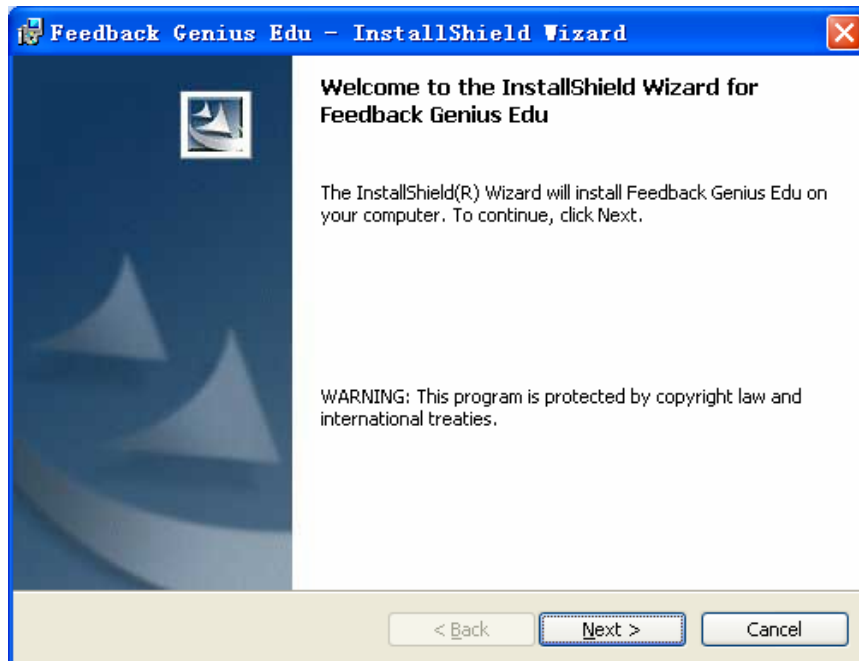 Feedback Genius Edu - InstallShield Wizard
Welcome to the InstallShield Wizard for
Feedback Genius Edu
The InstallShield(R) Wizard will install Feedback Genius Edu on
your computer. To continue, click Next.
WARNING: This program is protected by copyright law and
international treaties.
< Back Next > Cancel